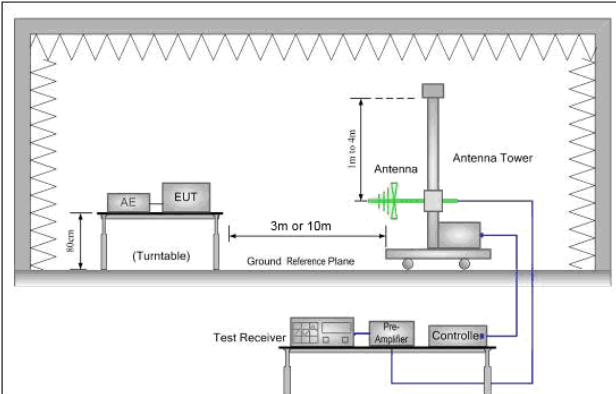 1m to 4m
Antenna
Antenna Tower
AE
EUT
80cm
3m or 10m
(Turntable)
Ground Reference Plane
Test Receiver
Pre-
Amplifier
Controlle